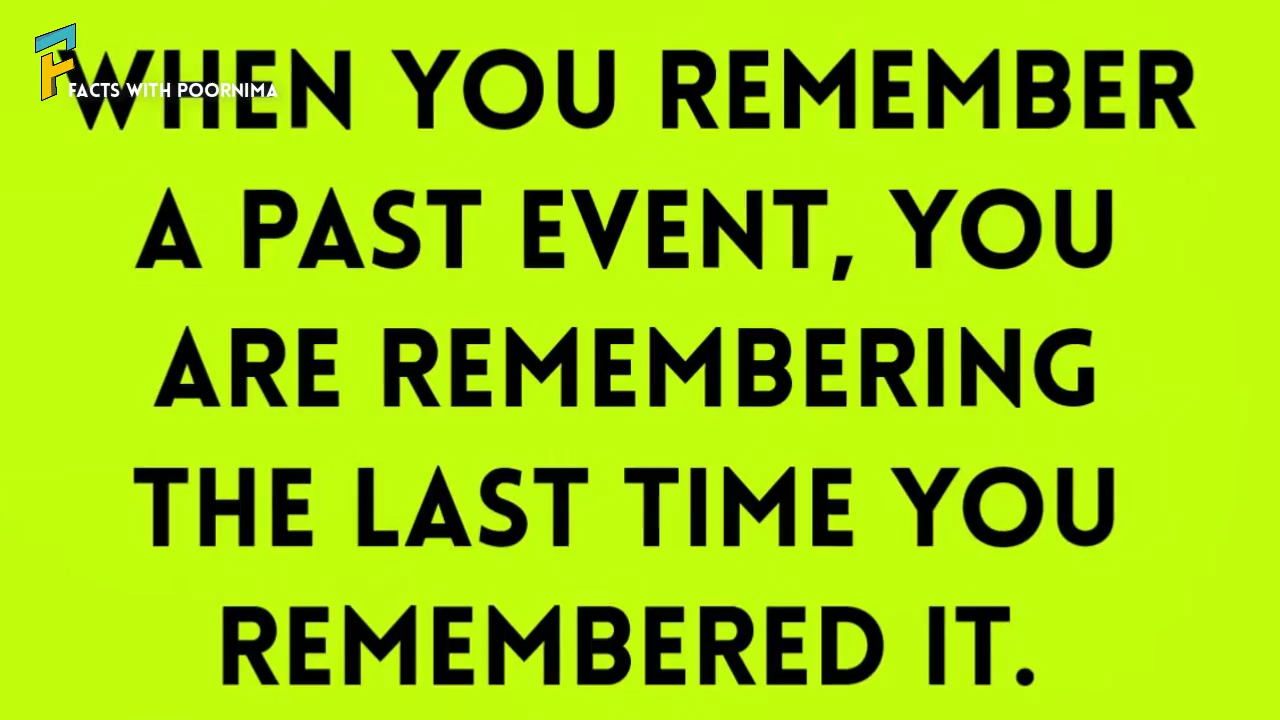 WHEN YOU REMEMBER
FACTS WITH POORNIMA
A PAST EVENT, YOU
ARE REMEMBERING
THE LAST TIME YOU
REMEMBERED IT.